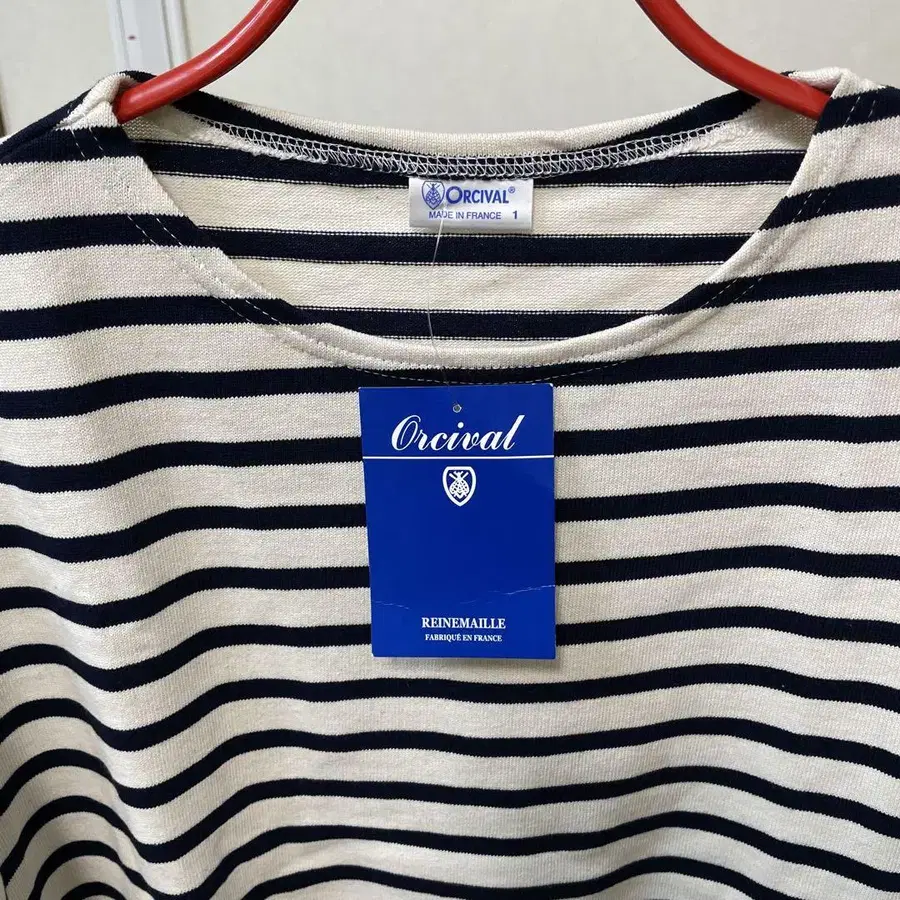 ORCIVAL®
MADE IN FRANCE 1
Orcival
REINEMAILLE
FABRIQUÉ EN FRANCE